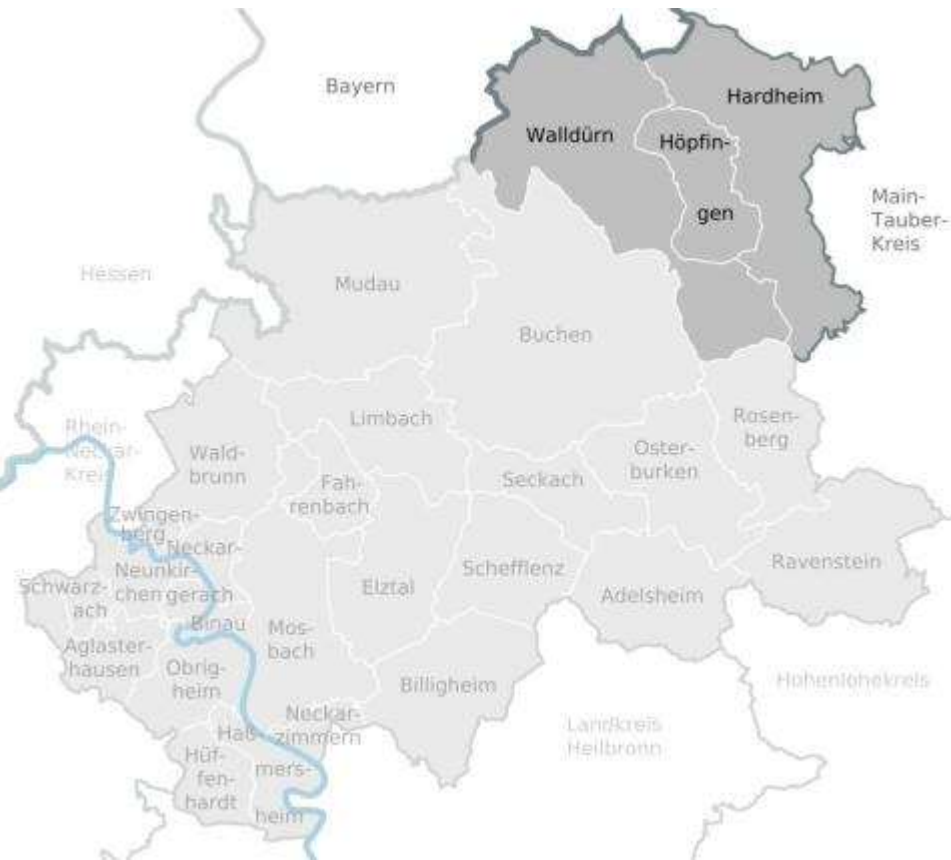 Bayern
Hardheim
Walldürn
Höpfin-
gen
Main-
Tauber-
Kreis
Hessen
Mudau
Buchen
Limbach
Rosen-
berg
Rhein-
Neckar-
Kreis
Wald-
brunn
Oster-
burken
Seckach
Fah-
renbach
Zwingen-
berg
Neckar-
gerach
Neunkir-
chen
Schefflenz
Ravenstein
Schwarz-
ach
Elztal
Adelsheim
Binau
Mos-
bach
Aglaster-
hausen
Obrig-
heim
Billigheim
Hohenlohekreis
Neckar-
zimmern
Landkreis
Heilbronn
Haß-
mers-
heim
Hüf-
fen-
hardt